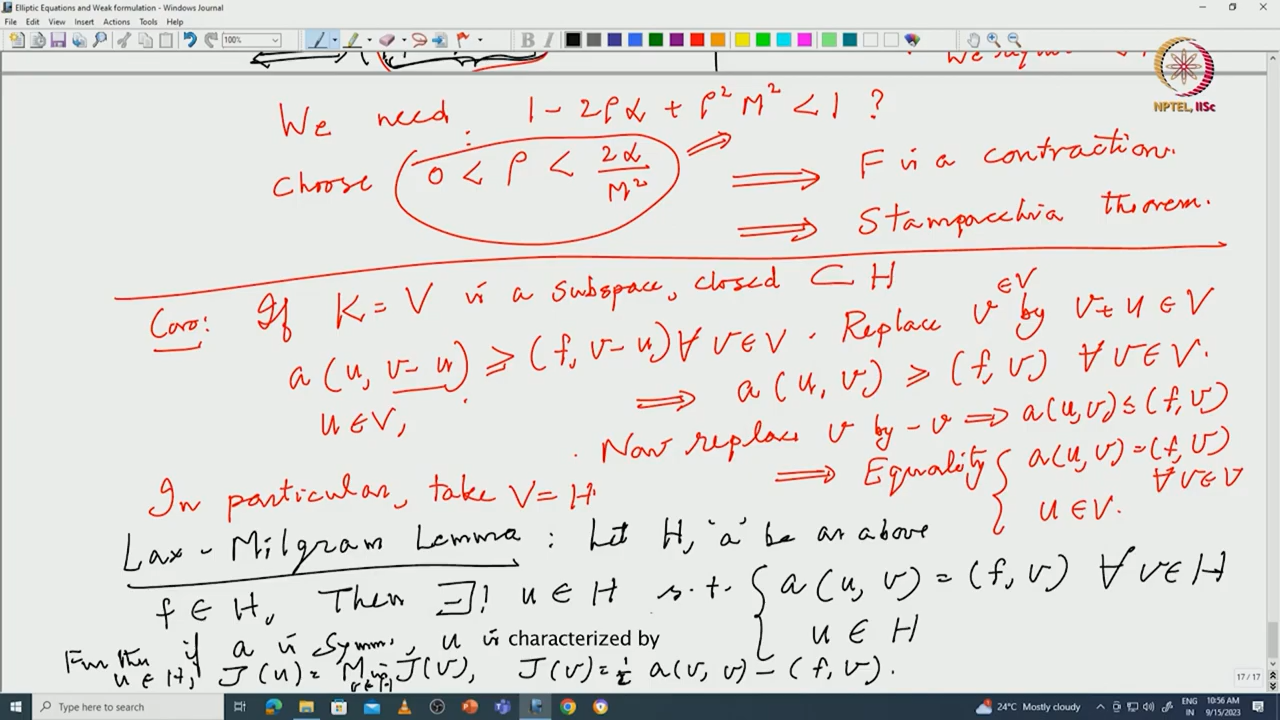 Elliptic Equations and Weak formulation - Windows Journal
File Edit View Insert Actions Tools Help
100%
B I
NPTEL, IISc
We need: 1 - 2ρα + ρ² M² < 1 ?
choose 0 < ρ < 2α/M² ⟹
⟹ F is a contraction.
⟹ Stampacchia theorem.
Coro: If K = V is a subspace, closed ⊂ H
a(u, v - u) ≥ (f, v - u) ∀ v ∈ V. Replace v ∈V by v + u ∈ V
u ∈ V, ⟹ a(u, v) ≥ (f, v) ∀ v ∈ V.
Now replace v by - v ⟹ a(u, v) ≤ (f, v)
⟹ Equality { a(u, v) = (f, v) ∀ v ∈ V
u ∈ V.
In particular, take V = H
Lax - Milgram Lemma : Let H, 'a' be as above
f ∈ H, Then ∃! u ∈ H s.t. { a(u, v) = (f, v) ∀ v ∈ H
u ∈ H
Further if a is symm, u is characterized by
u ∈ H, J(u) = Min v∈H J(v), J(v) = ½ a(v, v) - (f, v).
17 / 17
Type here to search
24°C Mostly cloudy
ENG
IN
10:56 AM
9/15/2023